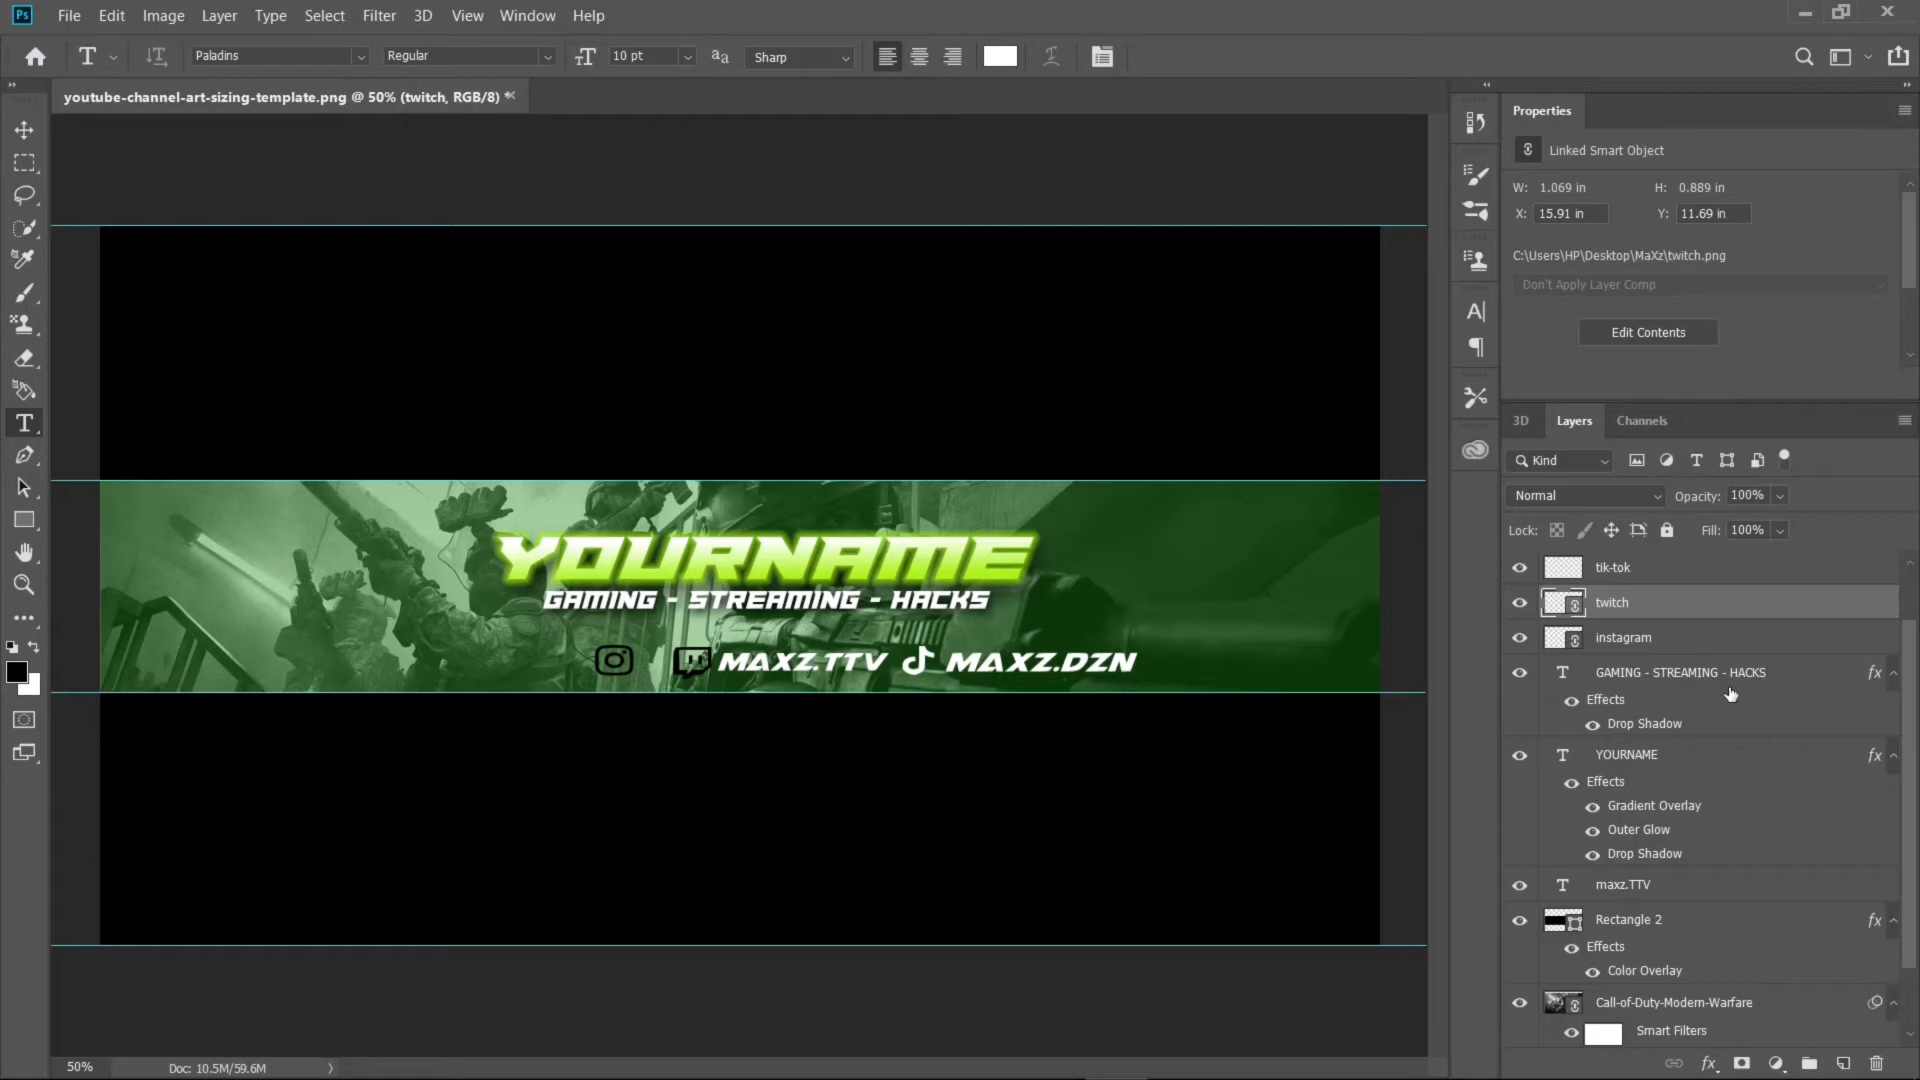 Ps File Edit Image Layer Type Select Filter 3D View Window Help
T Paladins Regular 10 pt Sharp
youtube-channel-art-sizing-template.png @ 50% (twitch, RGB/8) *
Properties
Linked Smart Object
W: 1.069 in H: 0.889 in
X: 15.91 in Y: 11.69 in
C:\Users\HP\Desktop\MaXz\twitch.png
Don't Apply Layer Comp
Edit Contents
3D Layers Channels
Kind
Normal Opacity: 100%
Lock: Fill: 100%
tik-tok
twitch
instagram
GAMING - STREAMING - HACKS fx
Effects
Drop Shadow
YOURNAME fx
Effects
Gradient Overlay
Outer Glow
Drop Shadow
maxz.TTV
Rectangle 2 fx
Effects
Color Overlay
Call-of-Duty-Modern-Warfare
Smart Filters
fx
YOURNAME
GAMING - STREAMING - HACKS
MAXZ.TTV MAXZ.DZN
50% Doc: 10.5M/59.6M